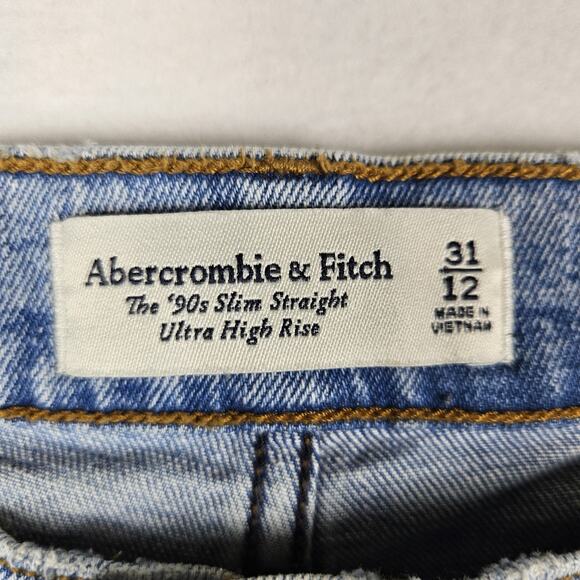 Abercrombie & Fitch
The '90s Slim Straight
Ultra High Rise
31
12
MADE IN
VIETNAM